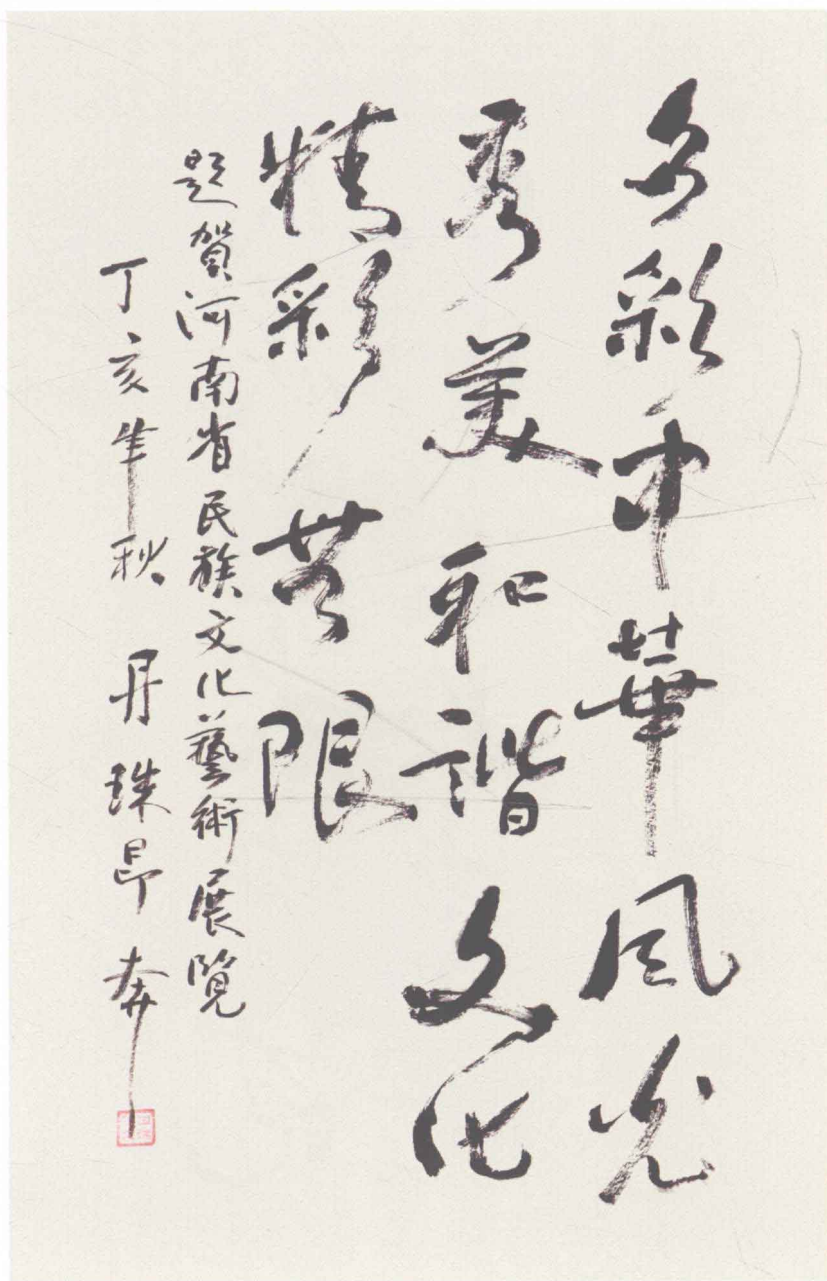 多彩中華風光
秀美和諧文化
精彩无限
題賀河南省民族文化藝術展覽
丁亥年秋 丹珠昂奔